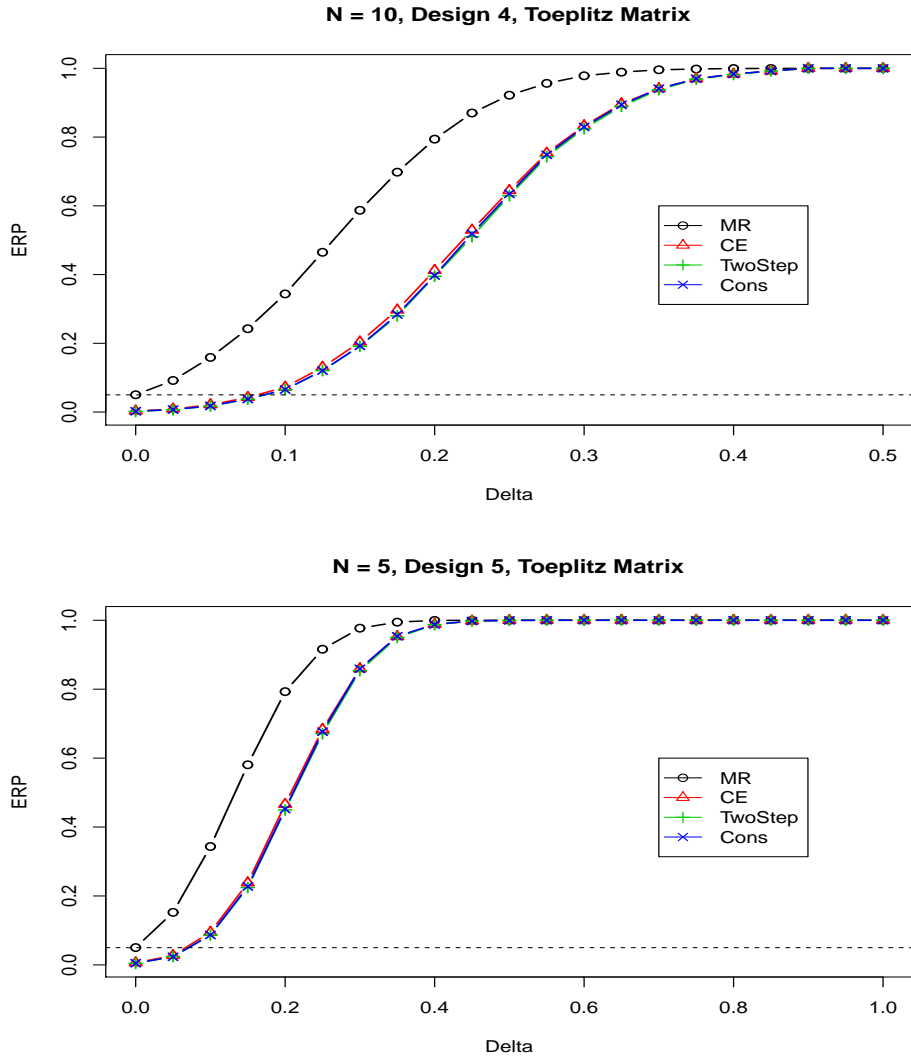 N = 10, Design 4, Toeplitz Matrix
1.0
0.8
0.6
0.4
0.2
0.0
ERP
MR
CE
TwoStep
Cons
0.0 0.1 0.2 0.3 0.4 0.5
Delta
N = 5, Design 5, Toeplitz Matrix
1.0
0.8
0.6
0.4
0.2
0.0
ERP
MR
CE
TwoStep
Cons
0.0 0.2 0.4 0.6 0.8 1.0
Delta